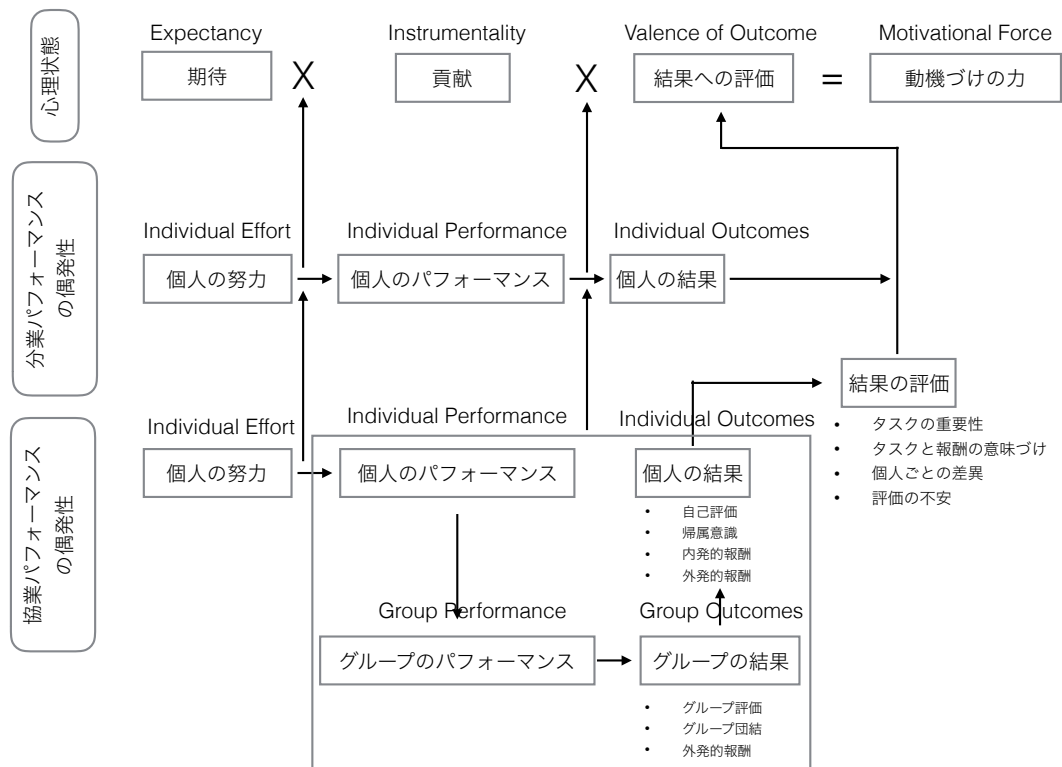 心理状態
Expectancy
期待
X
Instrumentality
貢献
X
Valence of Outcome
結果への評価
=
Motivational Force
動機づけの力
分業パフォーマンス
の偶発性
Individual Effort
個人の努力
Individual Performance
個人のパフォーマンス
Individual Outcomes
個人の結果
結果の評価
• タスクの重要性
• タスクと報酬の意味づけ
• 個人ごとの差異
• 評価の不安
協業パフォーマンス
の偶発性
Individual Effort
個人の努力
Individual Performance
個人のパフォーマンス
Individual Outcomes
個人の結果
• 自己評価
• 帰属意識
• 内発的報酬
• 外発的報酬
Group Performance
グループのパフォーマンス
Group Outcomes
グループの結果
• グループ評価
• グループ団結
• 外発的報酬